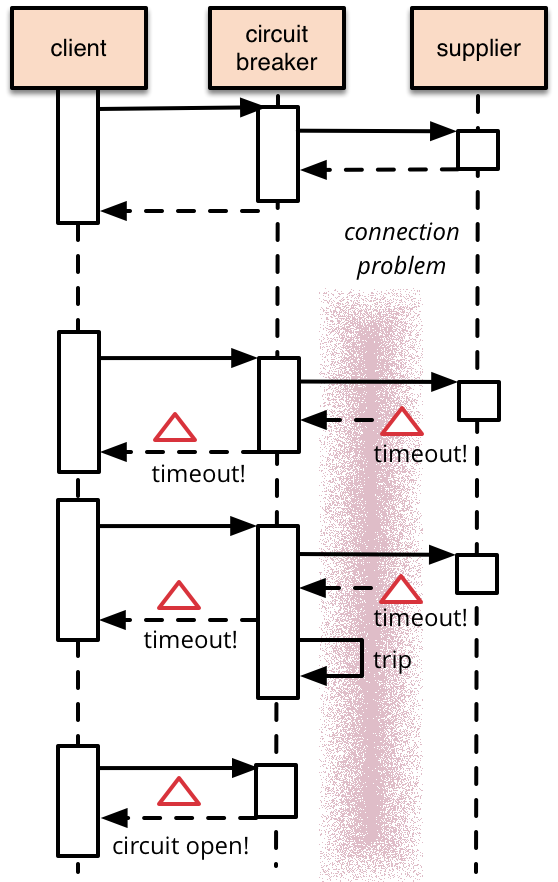 client
circuit
breaker
supplier
connection
problem
timeout!
timeout!
timeout!
timeout!
trip
circuit open!